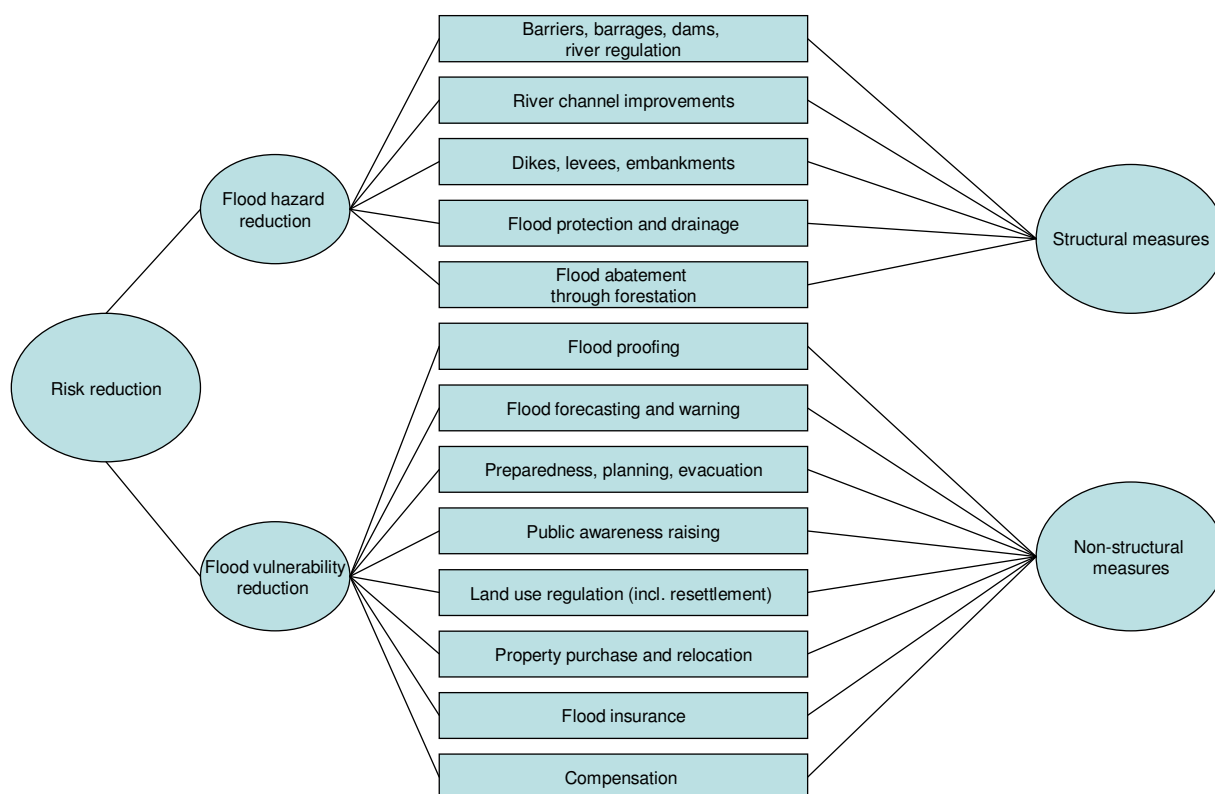 Barriers, barrages, dams,
river regulation
River channel improvements
Dikes, levees, embankments
Flood hazard
reduction
Flood protection and drainage
Structural measures
Flood abatement
through forestation
Flood proofing
Risk reduction
Flood forecasting and warning
Preparedness, planning, evacuation
Public awareness raising
Flood vulnerability
reduction
Non-structural
measures
Land use regulation (incl. resettlement)
Property purchase and relocation
Flood insurance
Compensation